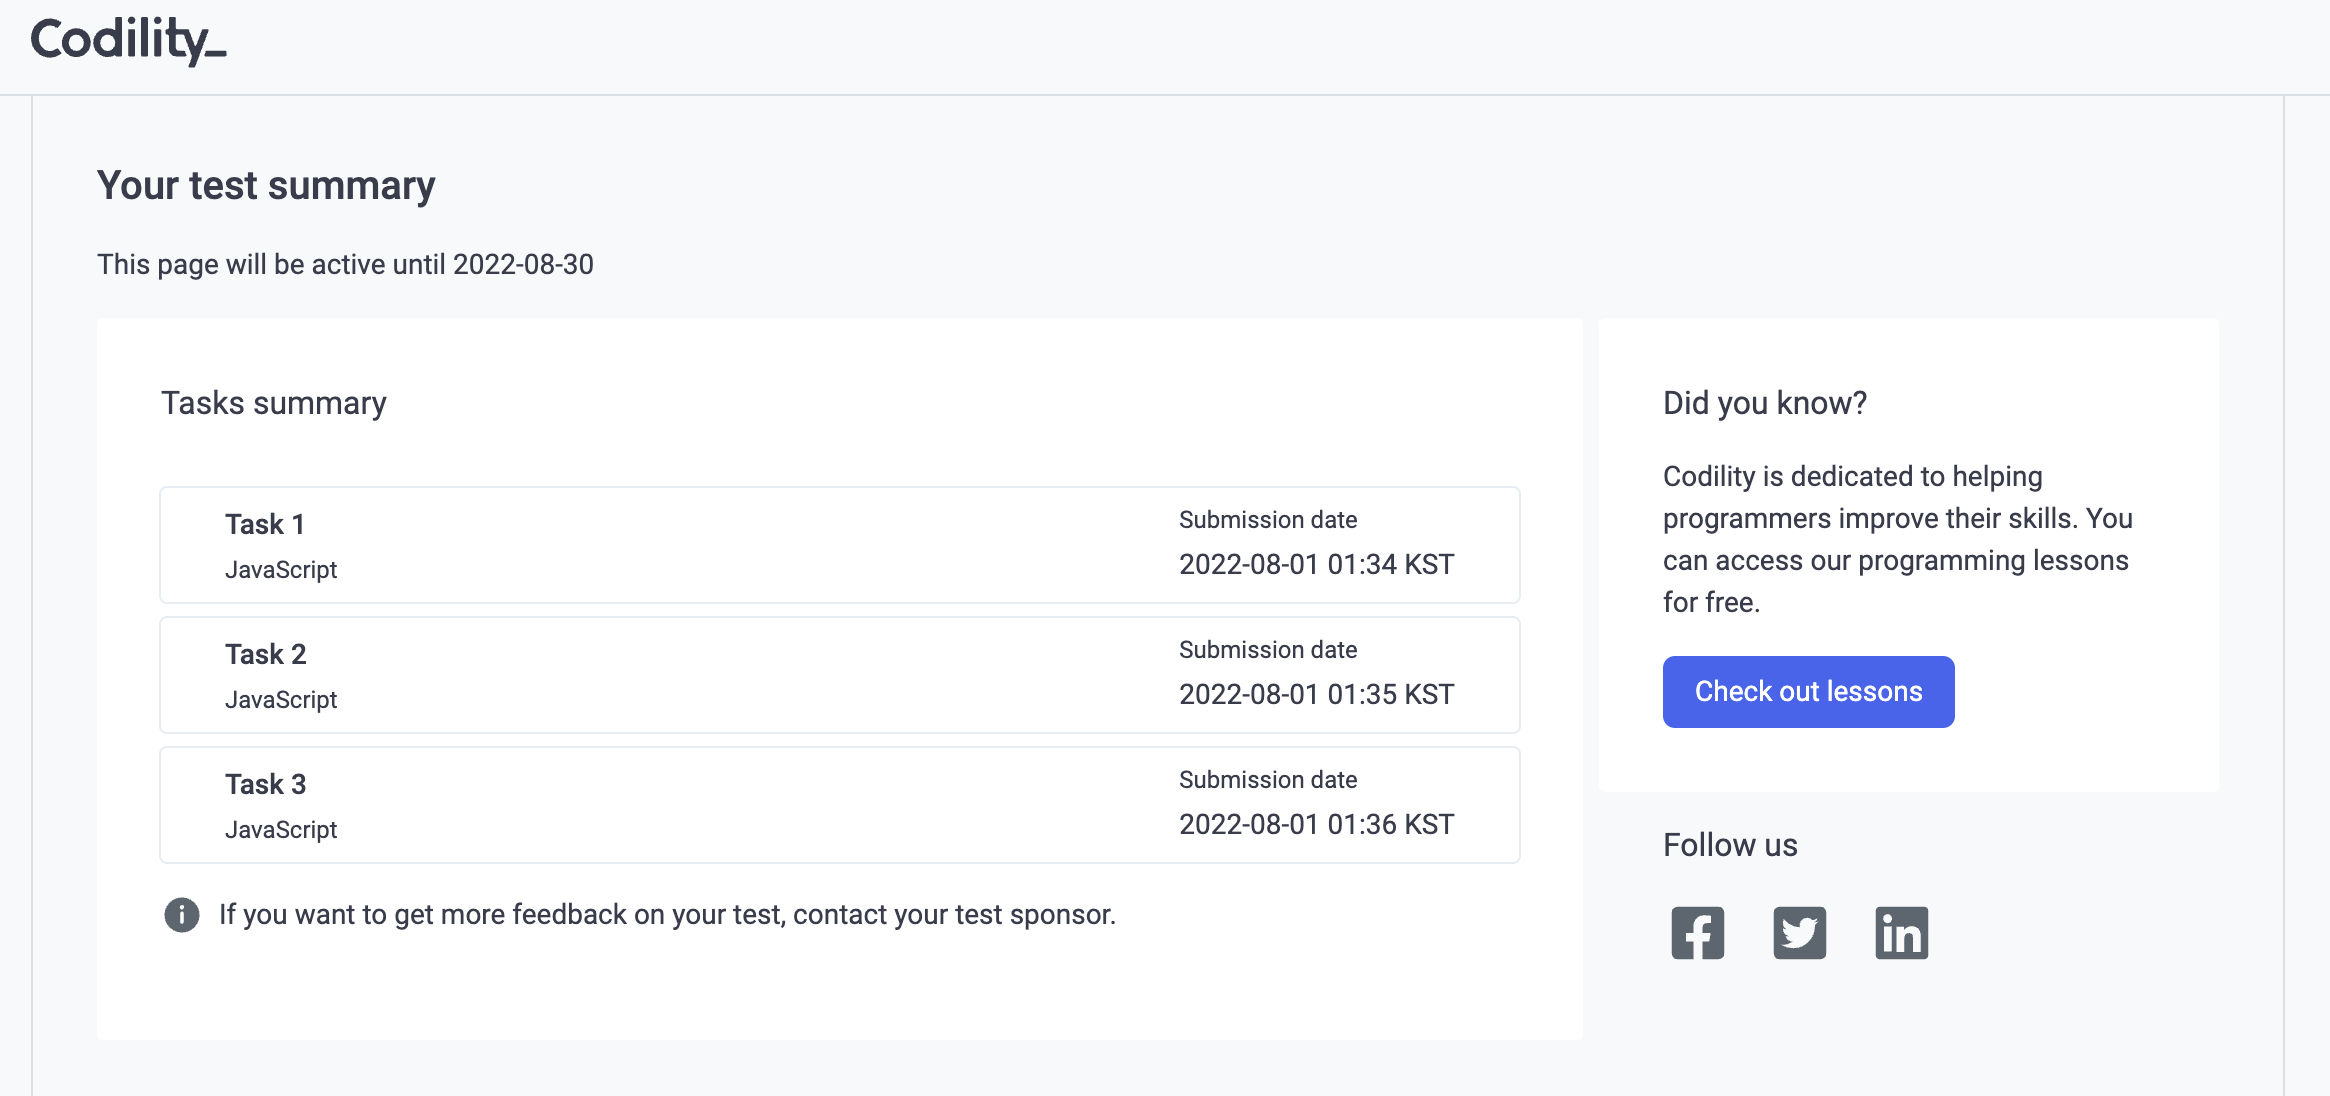 Codility_
Your test summary
This page will be active until 2022-08-30
Tasks summary
Task 1
JavaScript
Submission date
2022-08-01 01:34 KST
Task 2
JavaScript
Submission date
2022-08-01 01:35 KST
Task 3
JavaScript
Submission date
2022-08-01 01:36 KST
If you want to get more feedback on your test, contact your test sponsor.
Did you know?
Codility is dedicated to helping
programmers improve their skills. You
can access our programming lessons
for free.
Check out lessons
Follow us